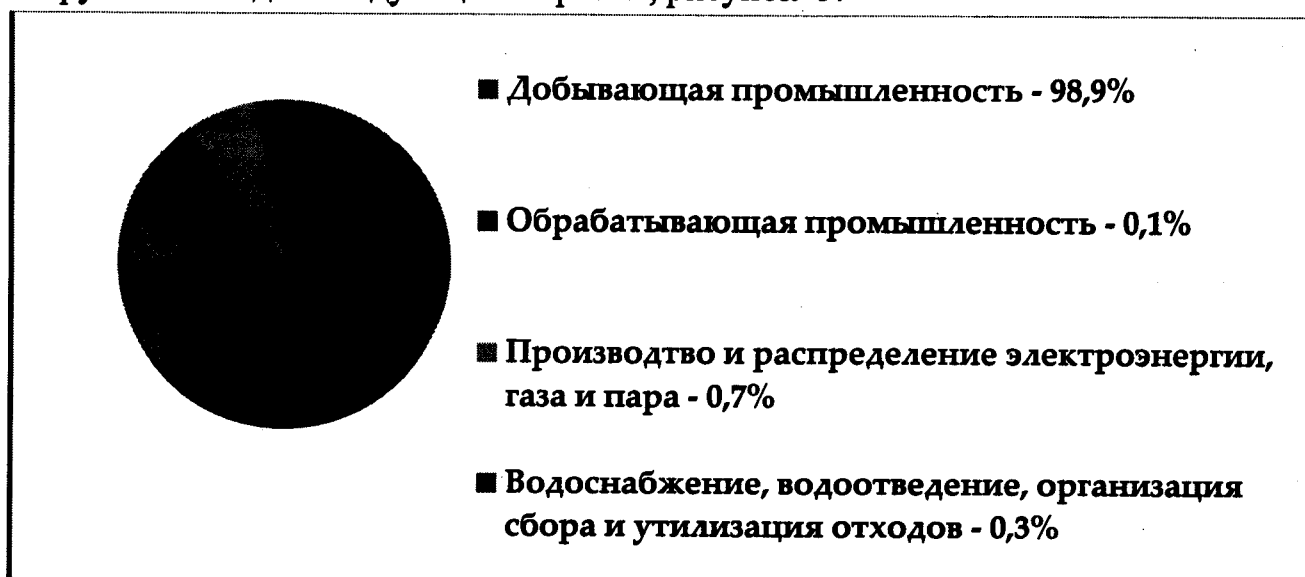 Добывающая промышленность - 98,9%
Обрабатывающая промышленность - 0,1%
Производтво и распределение электроэнергии,
газа и пара - 0,7%
Водоснабжение, водоотведение, организация
сбора и утилизация отходов - 0,3%